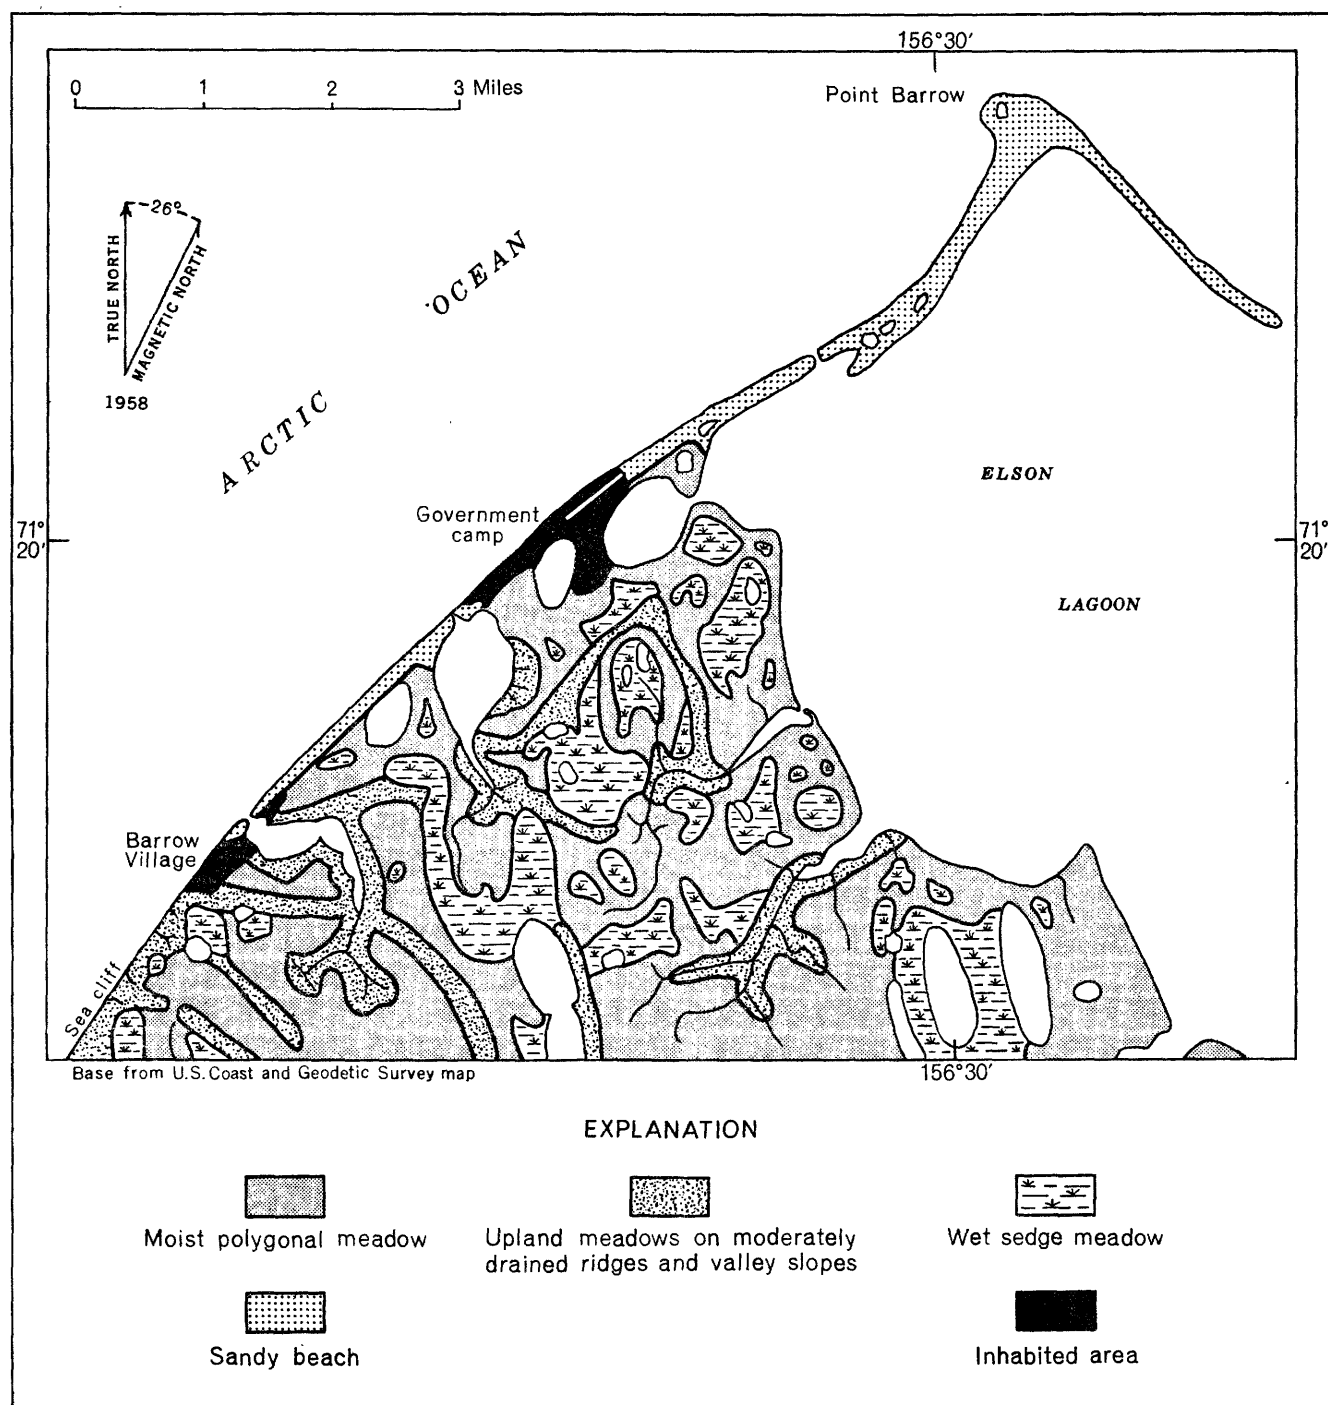 156°30′
0 1 2 3 Miles
Point Barrow
26°
TRUE NORTH
MAGNETIC NORTH
1958
ARCTIC OCEAN
ELSON
LAGOON
Government
camp
71°
20′
71°
20′
Barrow
Village
Sea cliff
Base from U.S. Coast and Geodetic Survey map
156°30′
EXPLANATION
Moist polygonal meadow
Upland meadows on moderately
drained ridges and valley slopes
Wet sedge meadow
Sandy beach
Inhabited area